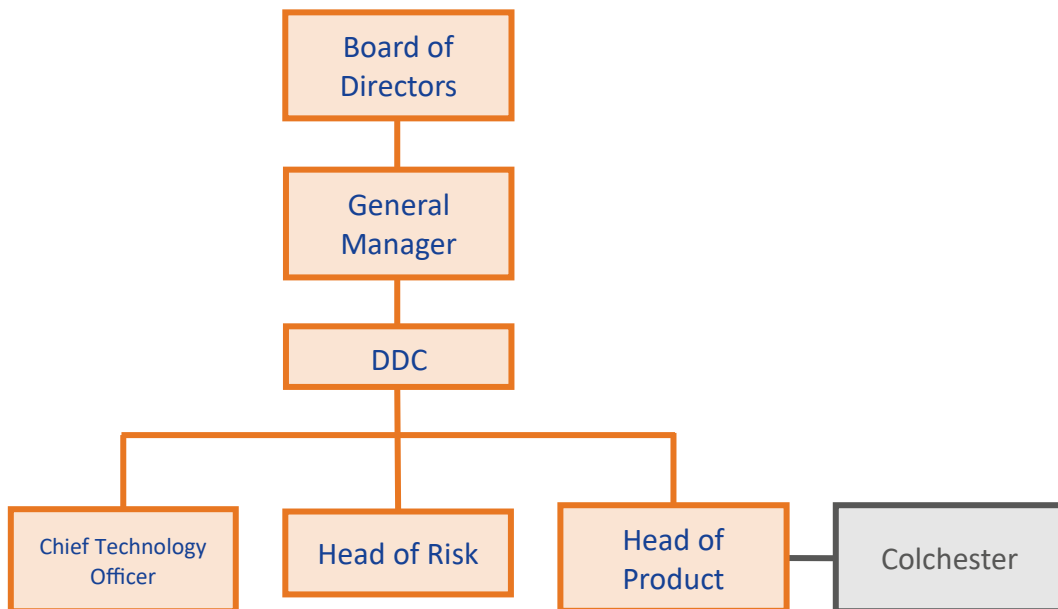 Board of
Directors
General
Manager
DDC
Chief Technology
Officer
Head of Risk
Head of
Product
Colchester